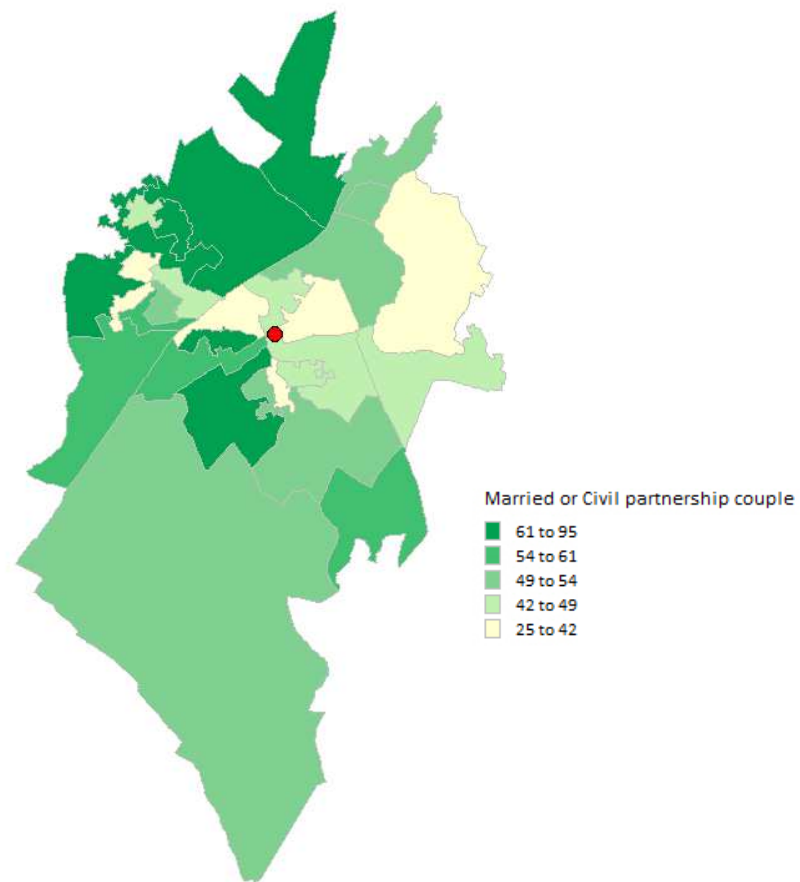 Married or Civil partnership couple
61 to 95
54 to 61
49 to 54
42 to 49
25 to 42